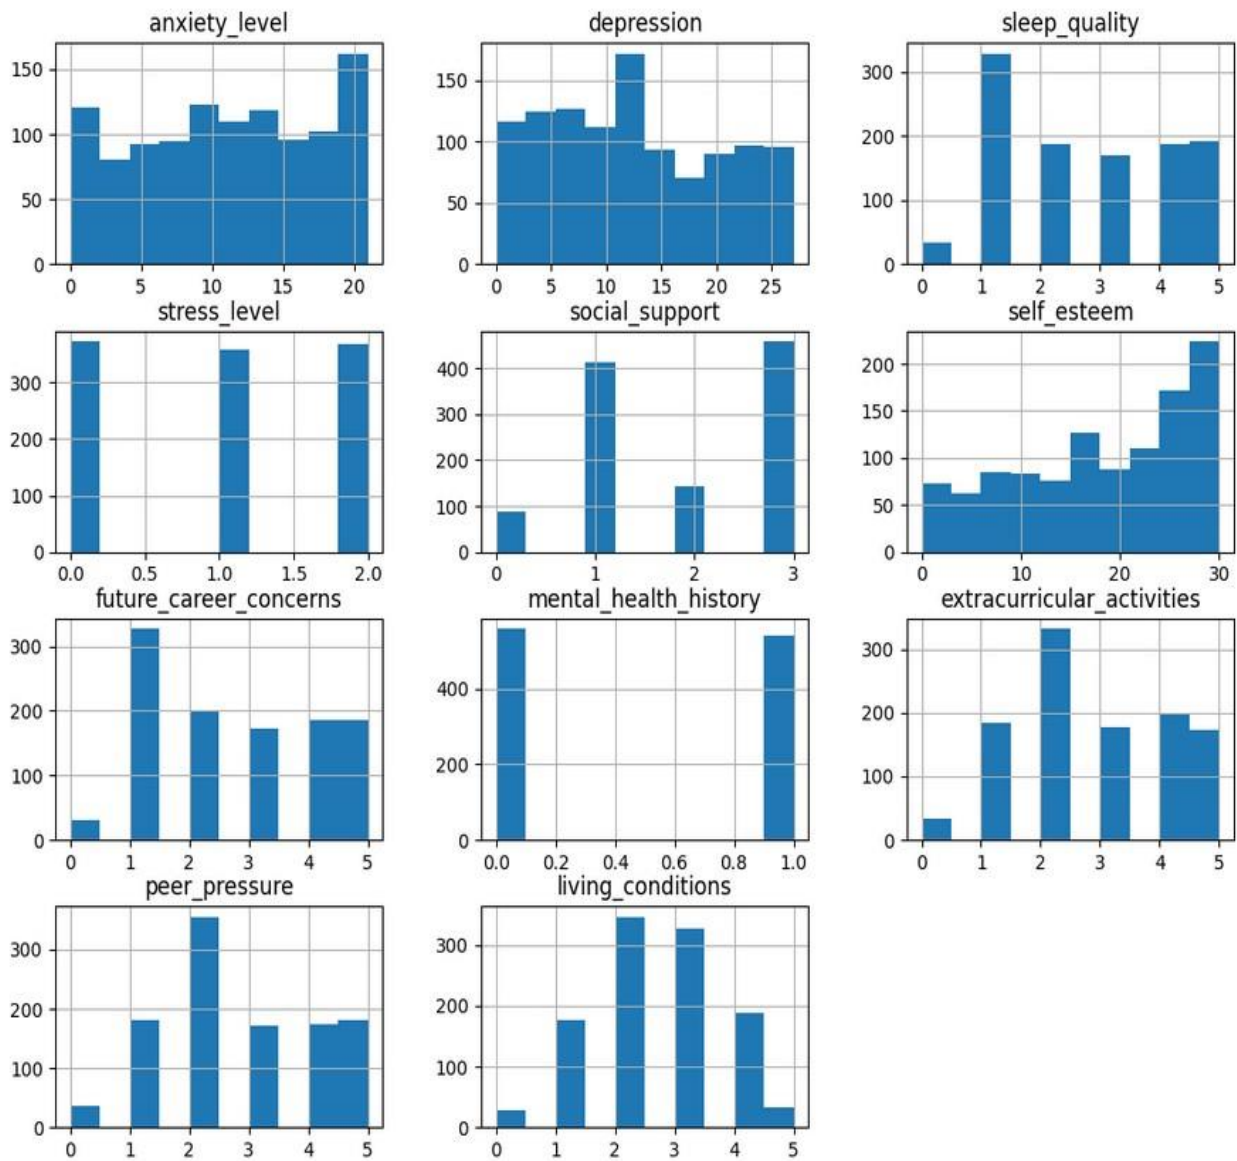 anxiety_level
150
100
50
0
0 5 10 15 20
depression
150
100
50
0
0 5 10 15 20 25
sleep_quality
300
200
100
0
0 1 2 3 4 5
stress_level
300
200
100
0
0.0 0.5 1.0 1.5 2.0
social_support
400
300
200
100
0
0 1 2 3
self_esteem
200
150
100
50
0
0 10 20 30
future_career_concerns
300
200
100
0
0 1 2 3 4 5
mental_health_history
400
200
0
0.0 0.2 0.4 0.6 0.8 1.0
extracurricular_activities
300
200
100
0
0 1 2 3 4 5
peer_pressure
300
200
100
0
0 1 2 3 4 5
living_conditions
300
200
100
0
0 1 2 3 4 5